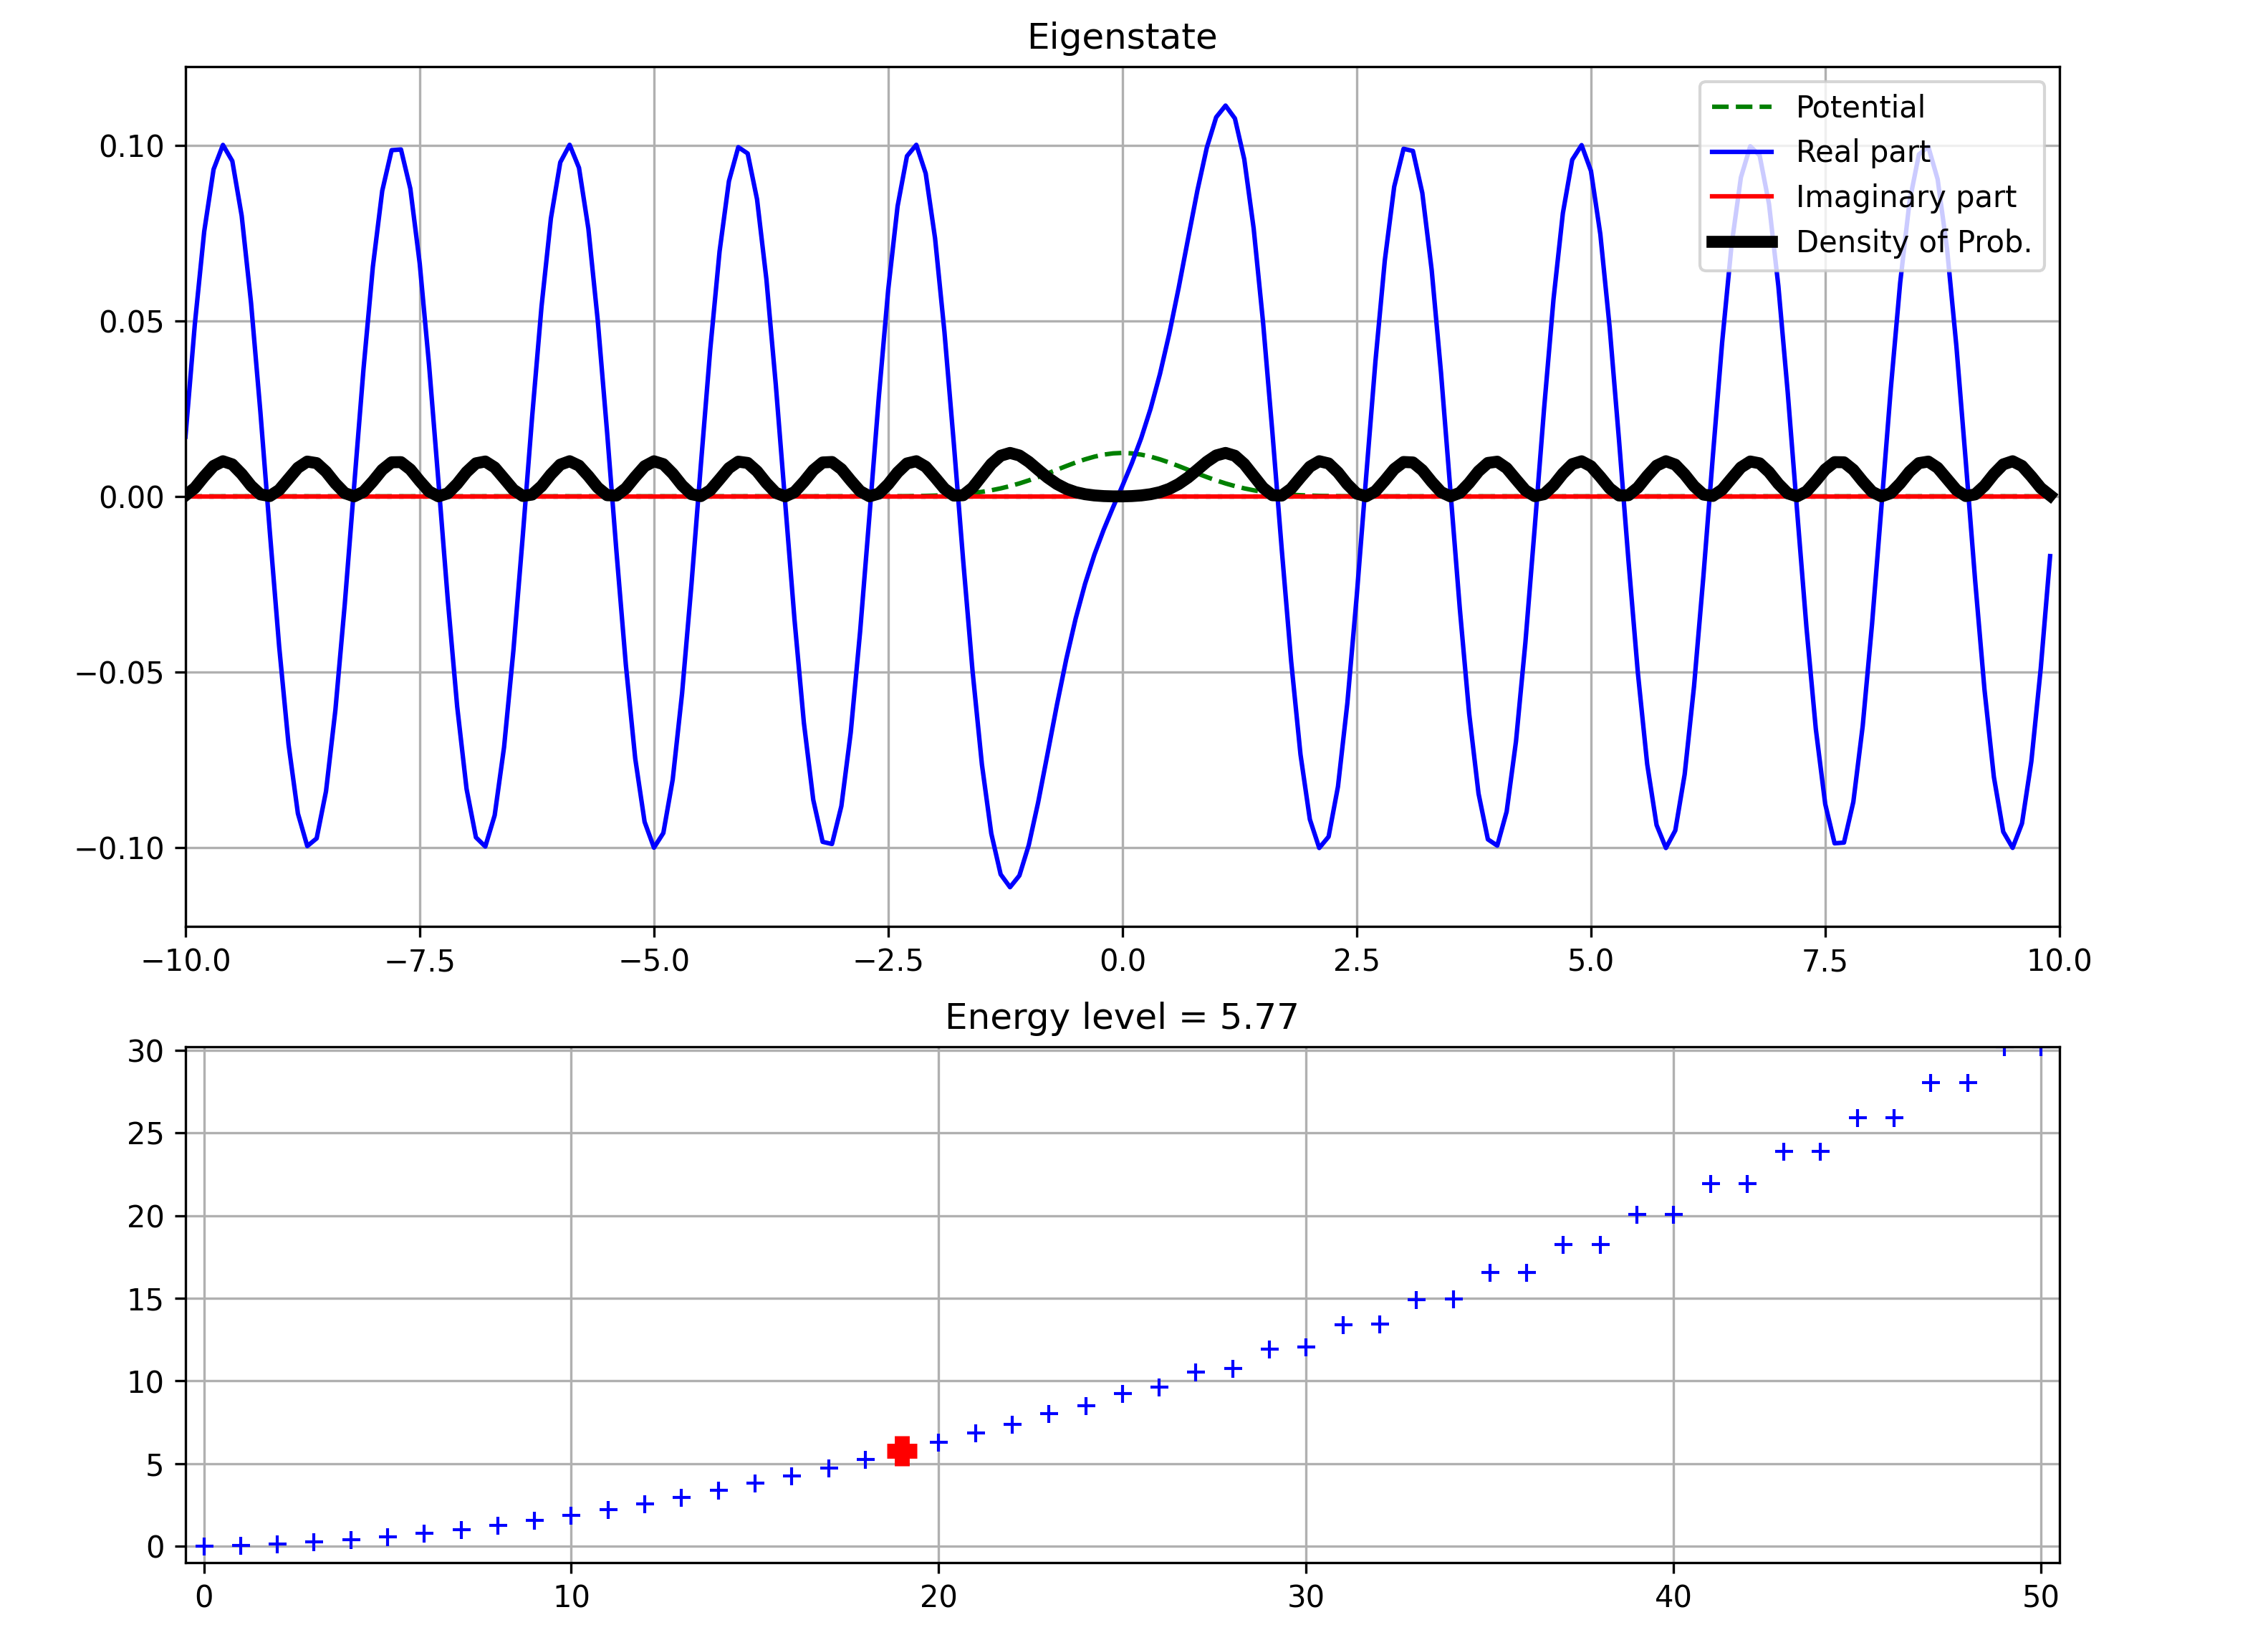 Eigenstate
0.10
0.05
0.00
−0.05
−0.10
Potential
Real part
Imaginary part
Density of Prob.
−10.0 −7.5 −5.0 −2.5 0.0 2.5 5.0 7.5 10.0
Energy level = 5.77
30
25
20
15
10
5
0
0 10 20 30 40 50